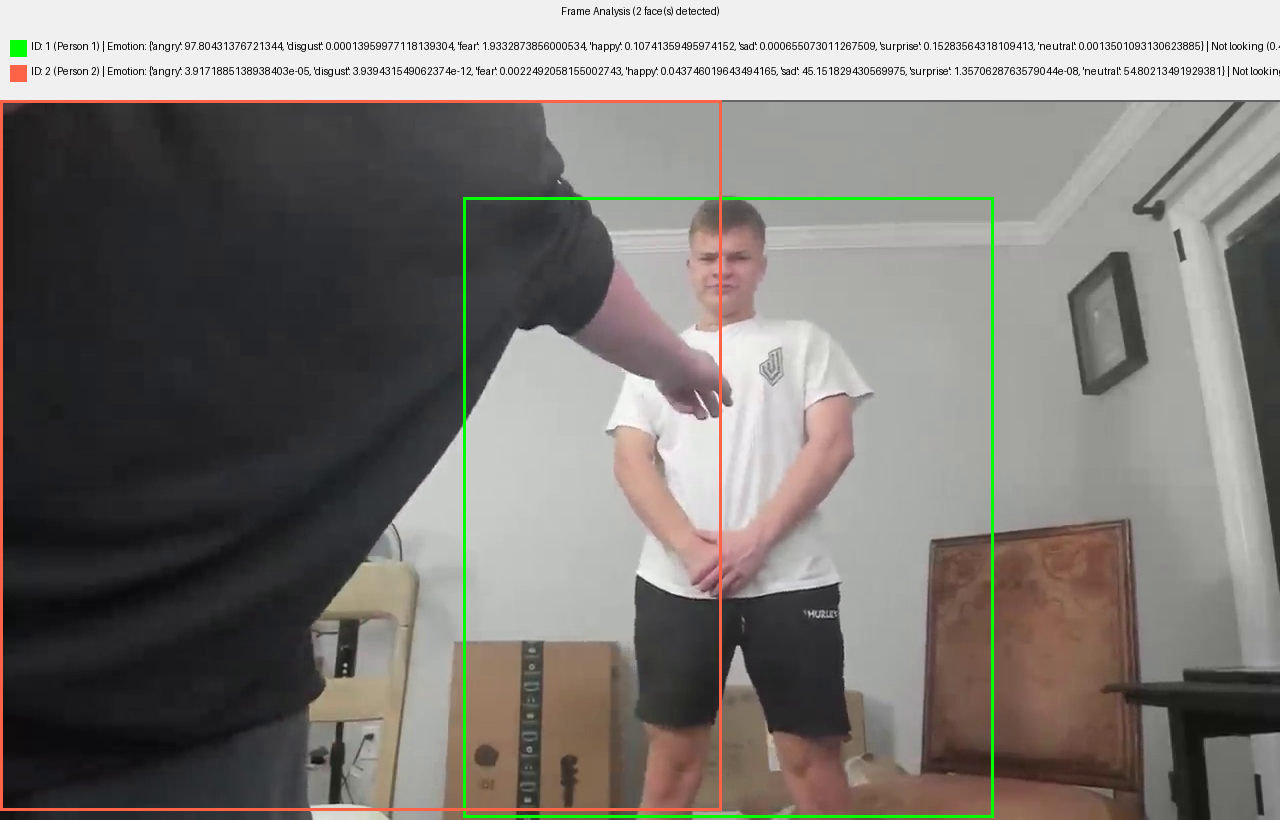 Frame Analysis (2 face(s) detected)
ID: 1 (Person 1) | Emotion: {'angry': 97.80431376721344, 'disgust': 0.00013959977118139304, 'fear': 1.9332873856000534, 'happy': 0.10741359495974152, 'sad': 0.000655073011267509, 'surprise': 0.15283564318109413, 'neutral': 0.0013501093130623885} | Not looking (0.
ID: 2 (Person 2) | Emotion: {'angry': 3.9171885138938403e-05, 'disgust': 3.939431549062374e-12, 'fear': 0.0022492058155002743, 'happy': 0.043746019643494165, 'sad': 45.151829430569975, 'surprise': 1.3570628763579044e-08, 'neutral': 54.80213491929381} | Not looking
HURLEY